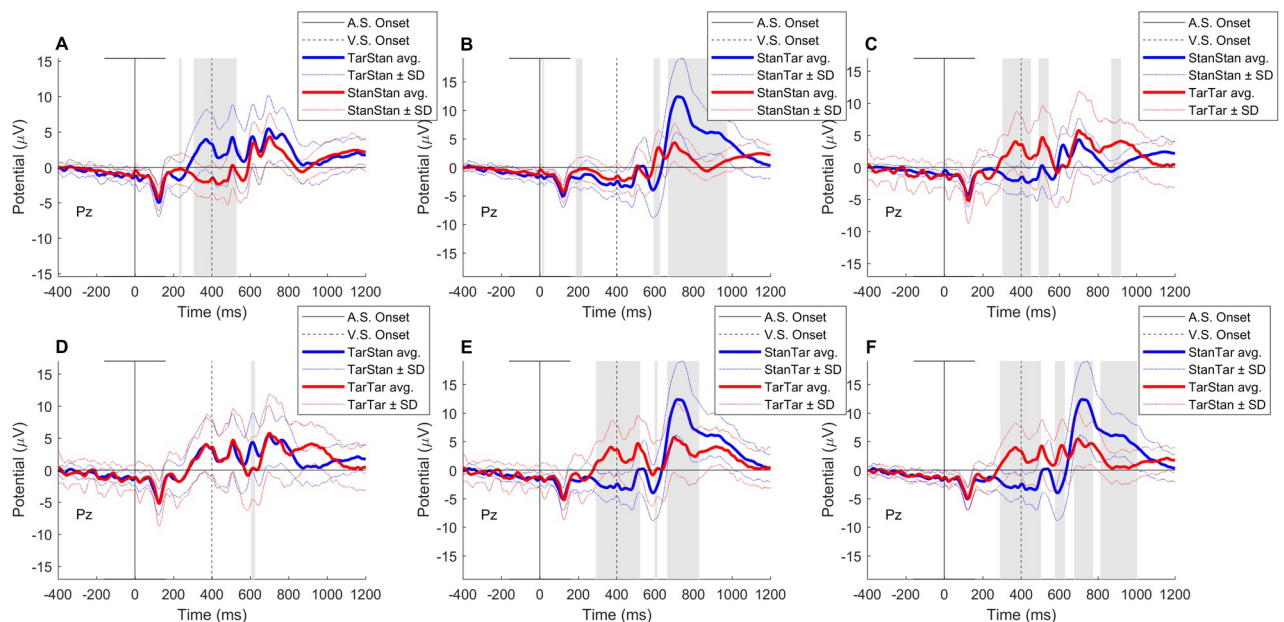 A
A.S. Onset
V.S. Onset
TarStan avg.
TarStan ± SD
StanStan avg.
StanStan ± SD
Potential (μV)
15
10
5
0
-5
-10
-15
Pz
-400 -200 0 200 400 600 800 1000 1200
Time (ms)
B
A.S. Onset
V.S. Onset
StanTar avg.
StanTar ± SD
StanStan avg.
StanStan ± SD
Potential (μV)
15
10
5
0
-5
-10
-15
Pz
-400 -200 0 200 400 600 800 1000 1200
Time (ms)
C
A.S. Onset
V.S. Onset
StanStan avg.
StanStan ± SD
TarTar avg.
TarTar ± SD
Potential (μV)
15
10
5
0
-5
-10
-15
Pz
-400 -200 0 200 400 600 800 1000 1200
Time (ms)
D
A.S. Onset
V.S. Onset
TarStan avg.
TarStan ± SD
TarTar avg.
TarTar ± SD
Potential (μV)
15
10
5
0
-5
-10
-15
Pz
-400 -200 0 200 400 600 800 1000 1200
Time (ms)
E
A.S. Onset
V.S. Onset
StanTar avg.
StanTar ± SD
TarTar avg.
TarTar ± SD
Potential (μV)
15
10
5
0
-5
-10
-15
Pz
-400 -200 0 200 400 600 800 1000 1200
Time (ms)
F
A.S. Onset
V.S. Onset
StanTar avg.
StanTar ± SD
TarStan avg.
TarStan ± SD
Potential (μV)
15
10
5
0
-5
-10
-15
Pz
-400 -200 0 200 400 600 800 1000 1200
Time (ms)